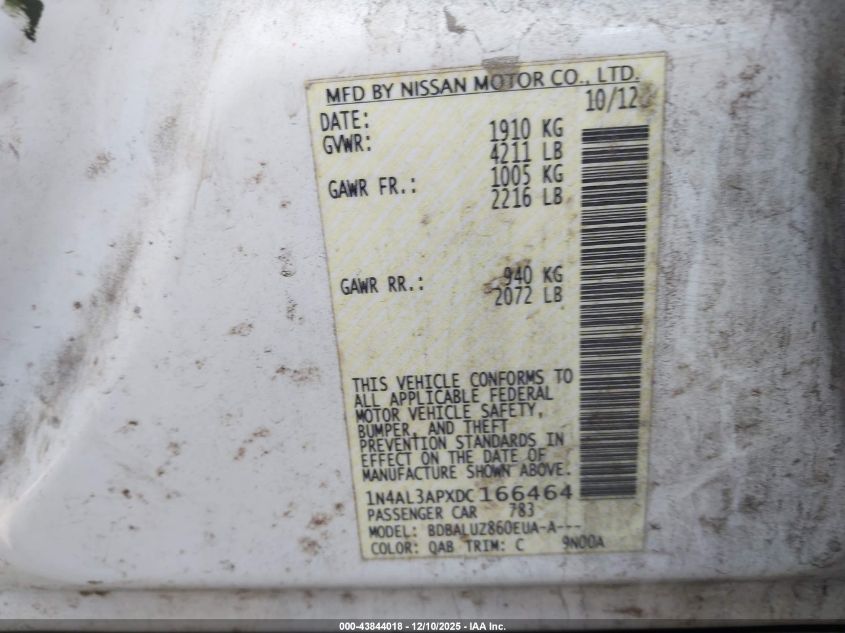 MFD BY NISSAN MOTOR CO., LTD.
DATE: 10/12
GVWR: 1910 KG
4211 LB
GAWR FR.: 1005 KG
2216 LB
GAWR RR.: 940 KG
2072 LB
THIS VEHICLE CONFORMS TO
ALL APPLICABLE FEDERAL
MOTOR VEHICLE SAFETY,
BUMPER, AND THEFT
PREVENTION STANDARDS IN
EFFECT ON THE DATE OF
MANUFACTURE SHOWN ABOVE.
1N4AL3APXDC166464
PASSENGER CAR 783
MODEL: BDBALUZ860EUA-A---
COLOR: QAB TRIM: C 9N00A
000-43844018 - 12/10/2025 - IAA Inc.